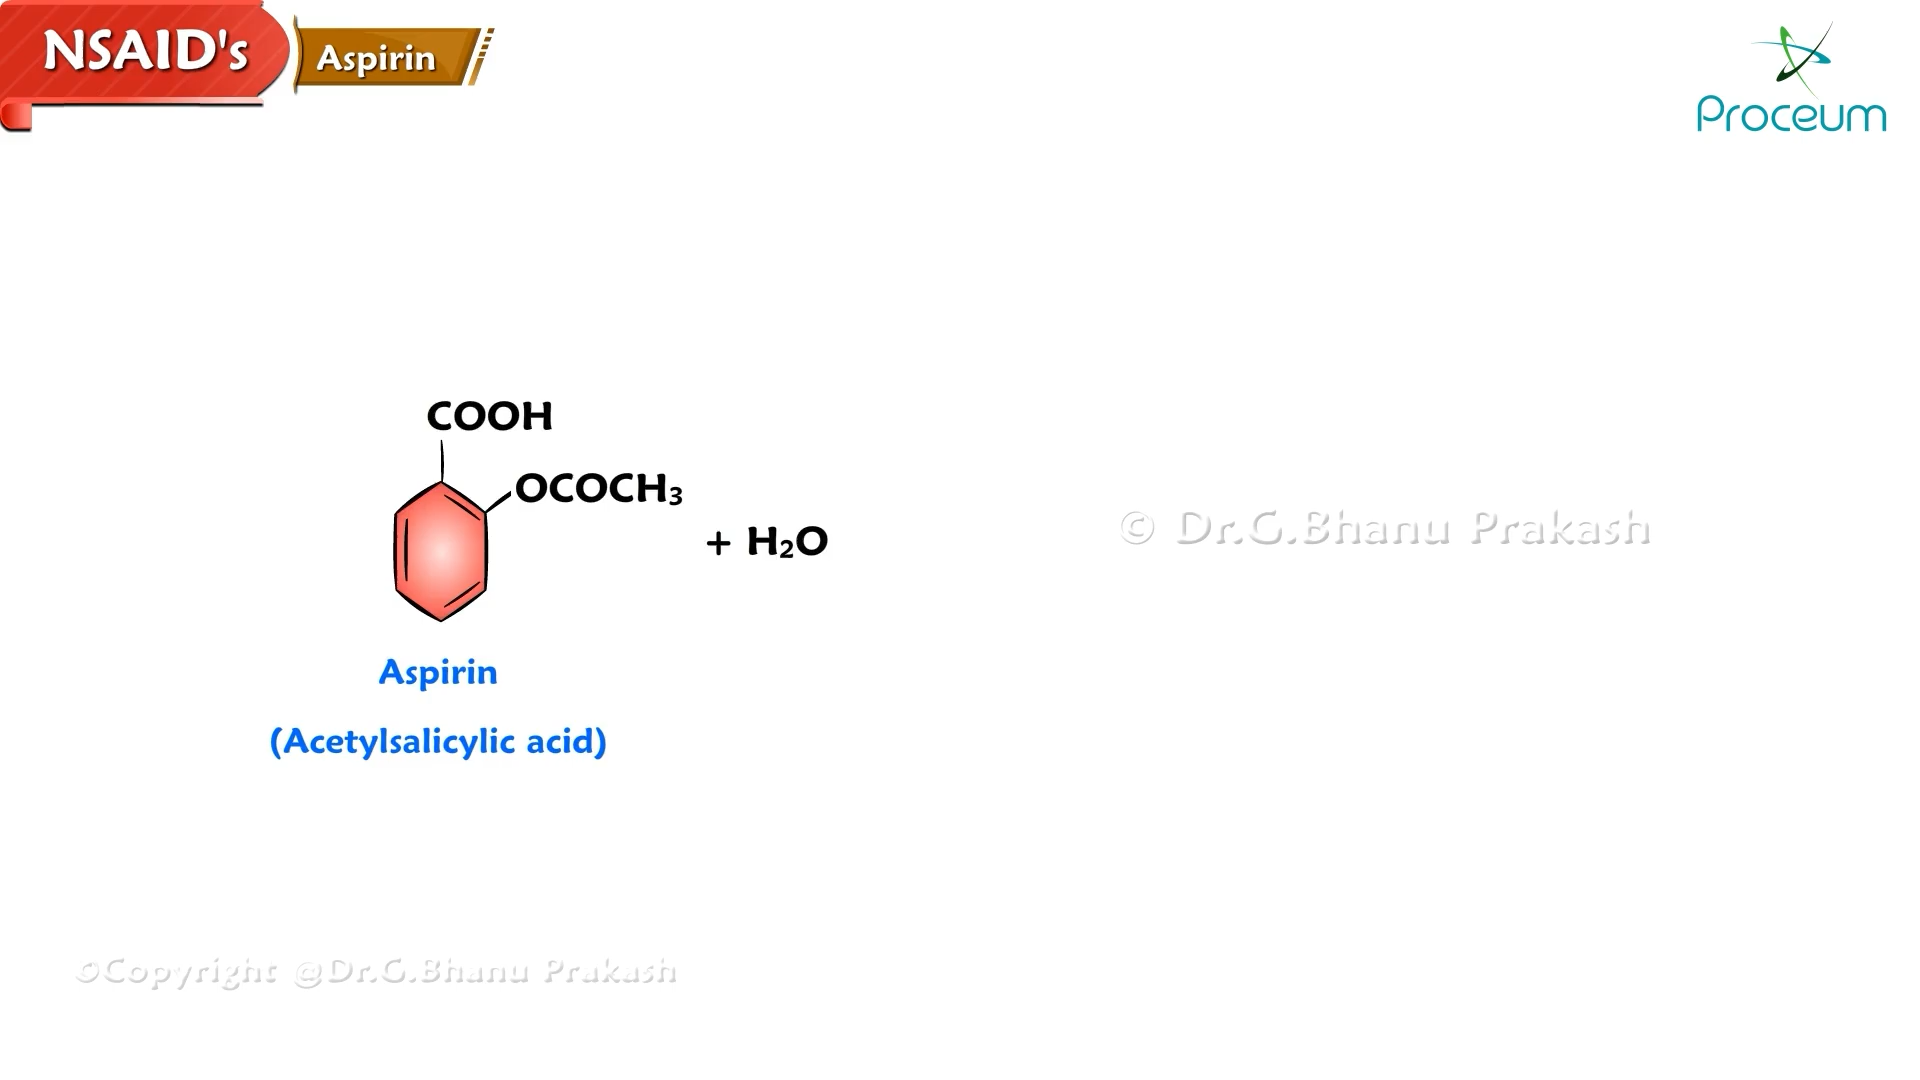 NSAID's
Aspirin
Proceum
COOH
OCOCH₃
+ H₂O
© Dr.G.Bhanu Prakash
Aspirin
(Acetylsalicylic acid)
©Copyright @Dr.G.Bhanu Prakash